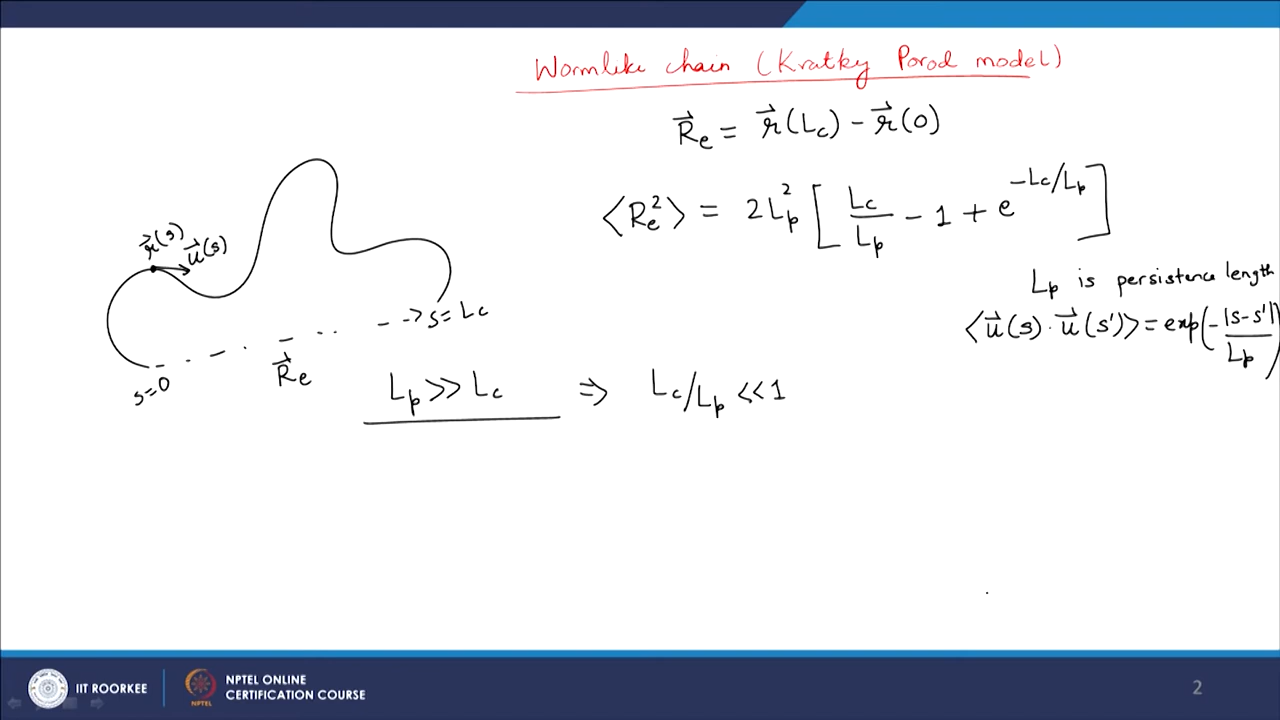 Wormlike chain (Kratky Porod model)
R⃗e = r⃗(Lc) - r⃗(0)
⟨Re²⟩ = 2Lp² [ Lc/Lp - 1 + e^(-Lc/Lp) ]
r⃗(s)
u⃗(s)
Lp is persistence length
⟨u⃗(s) · u⃗(s')⟩ = exp(-|s-s'|/Lp)
s=Lc
R⃗e
s=0
Lp >> Lc ⇒ Lc/Lp << 1
IIT ROORKEE
NPTEL
NPTEL ONLINE
CERTIFICATION COURSE
2